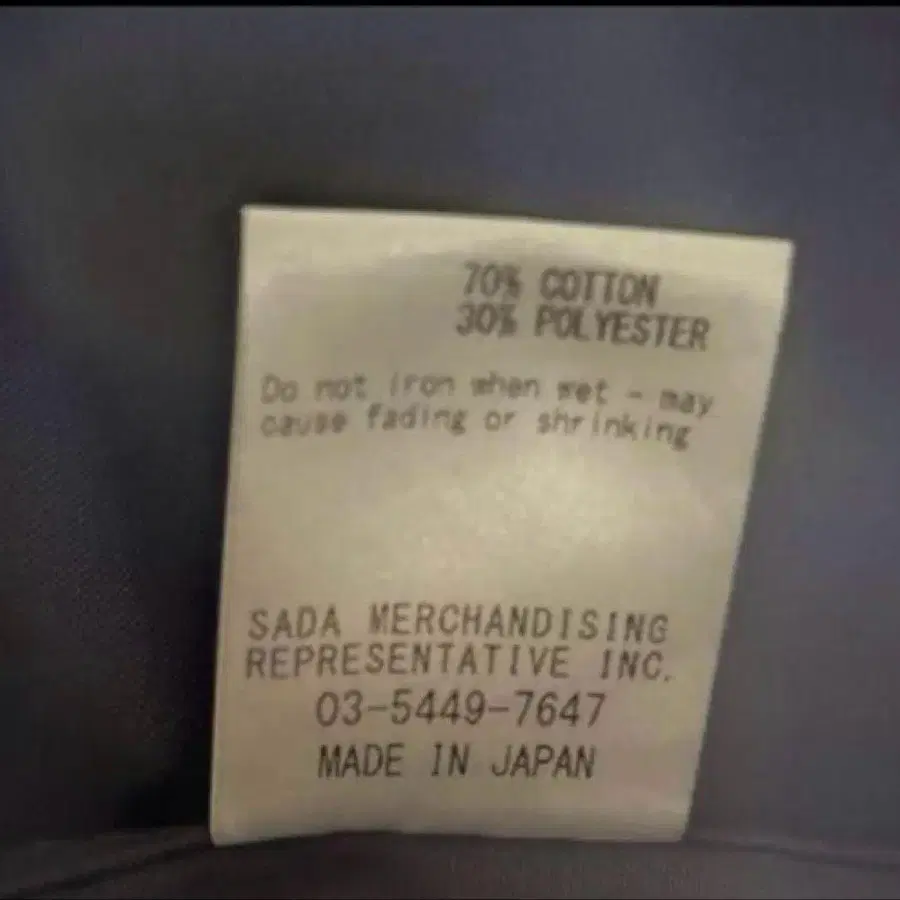 70% COTTON
30% POLYESTER
Do not iron when wet - may
cause fading or shrinking
SADA MERCHANDISING
REPRESENTATIVE INC.
03-5449-7647
MADE IN JAPAN